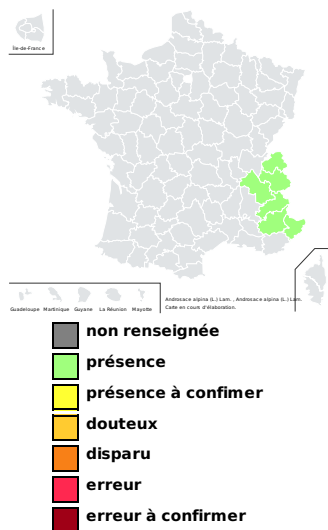 Île-de-France
Androsace alpina (L.) Lam. , Androsace alpina (L.) Lam.
Carte en cours d'élaboration.
Guadeloupe Martinique Guyane La Réunion Mayotte
non renseignée
présence
présence à confimer
douteux
disparu
erreur
erreur à confirmer